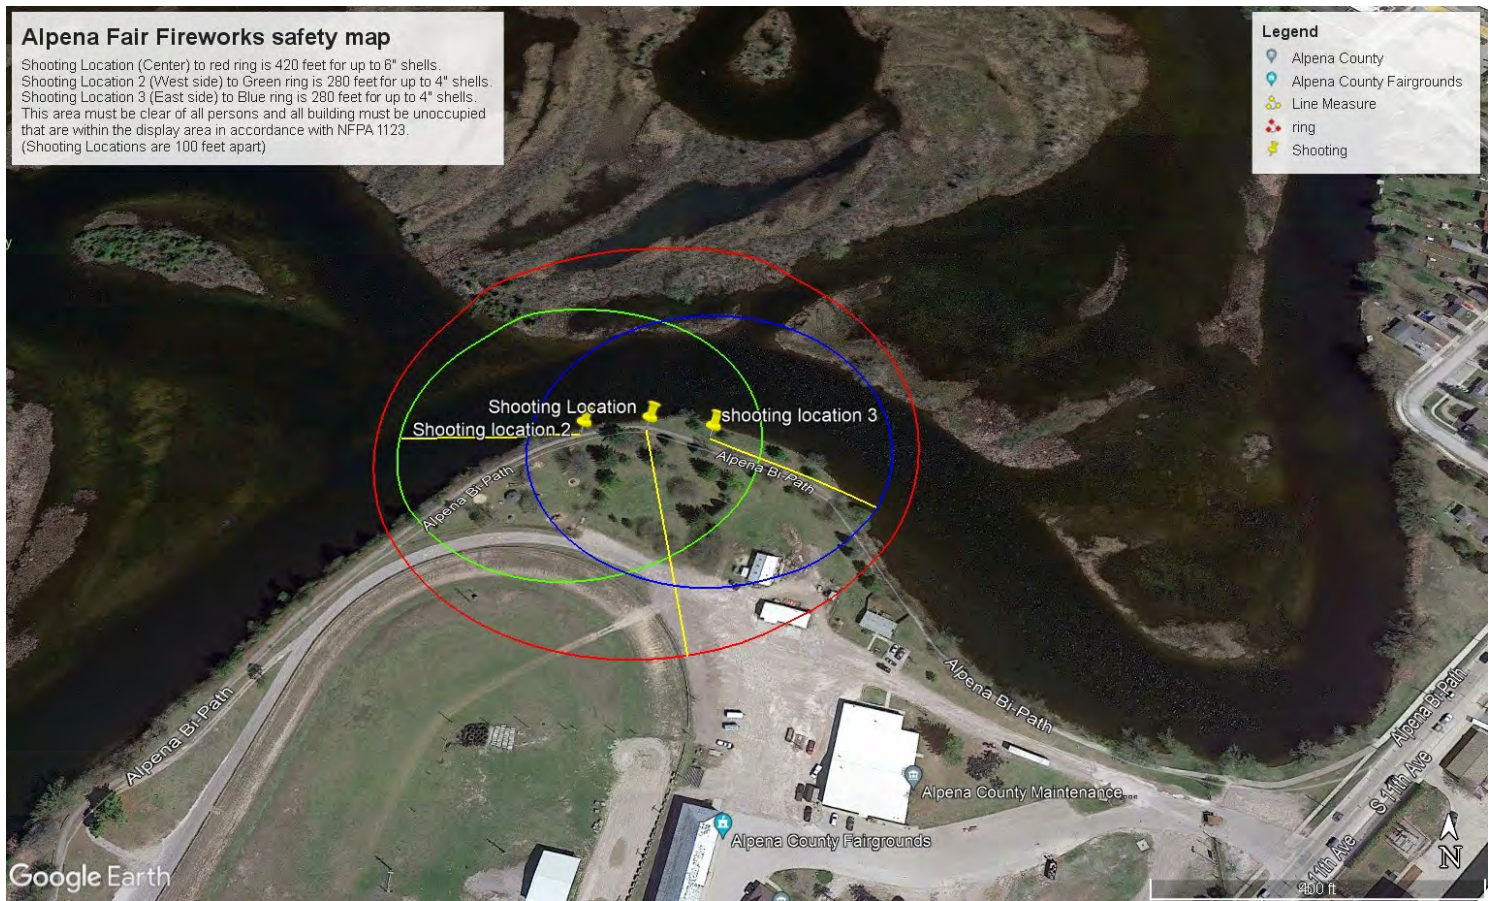 Alpena Fair Fireworks safety map
Shooting Location (Center) to red ring is 420 feet for up to 6" shells.
Shooting Location 2 (West side) to Green ring is 280 feet for up to 4" shells.
Shooting Location 3 (East side) to Blue ring is 280 feet for up to 4" shells.
This area must be clear of all persons and all building must be unoccupied
that are within the display area in accordance with NFPA 1123.
(Shooting Locations are 100 feet apart)
Legend
Alpena County
Alpena County Fairgrounds
Line Measure
ring
Shooting
y
Shooting Location
Shooting location 2
shooting location 3
Alpena Bi-Path
Alpena Bi-Path
Alpena Bi-Path
Alpena Bi-Path
Alpena Bi-Path
S 11th Ave
11th Ave
Alpena County Maintenance...
Alpena County Fairgrounds
Google Earth
N
400 ft